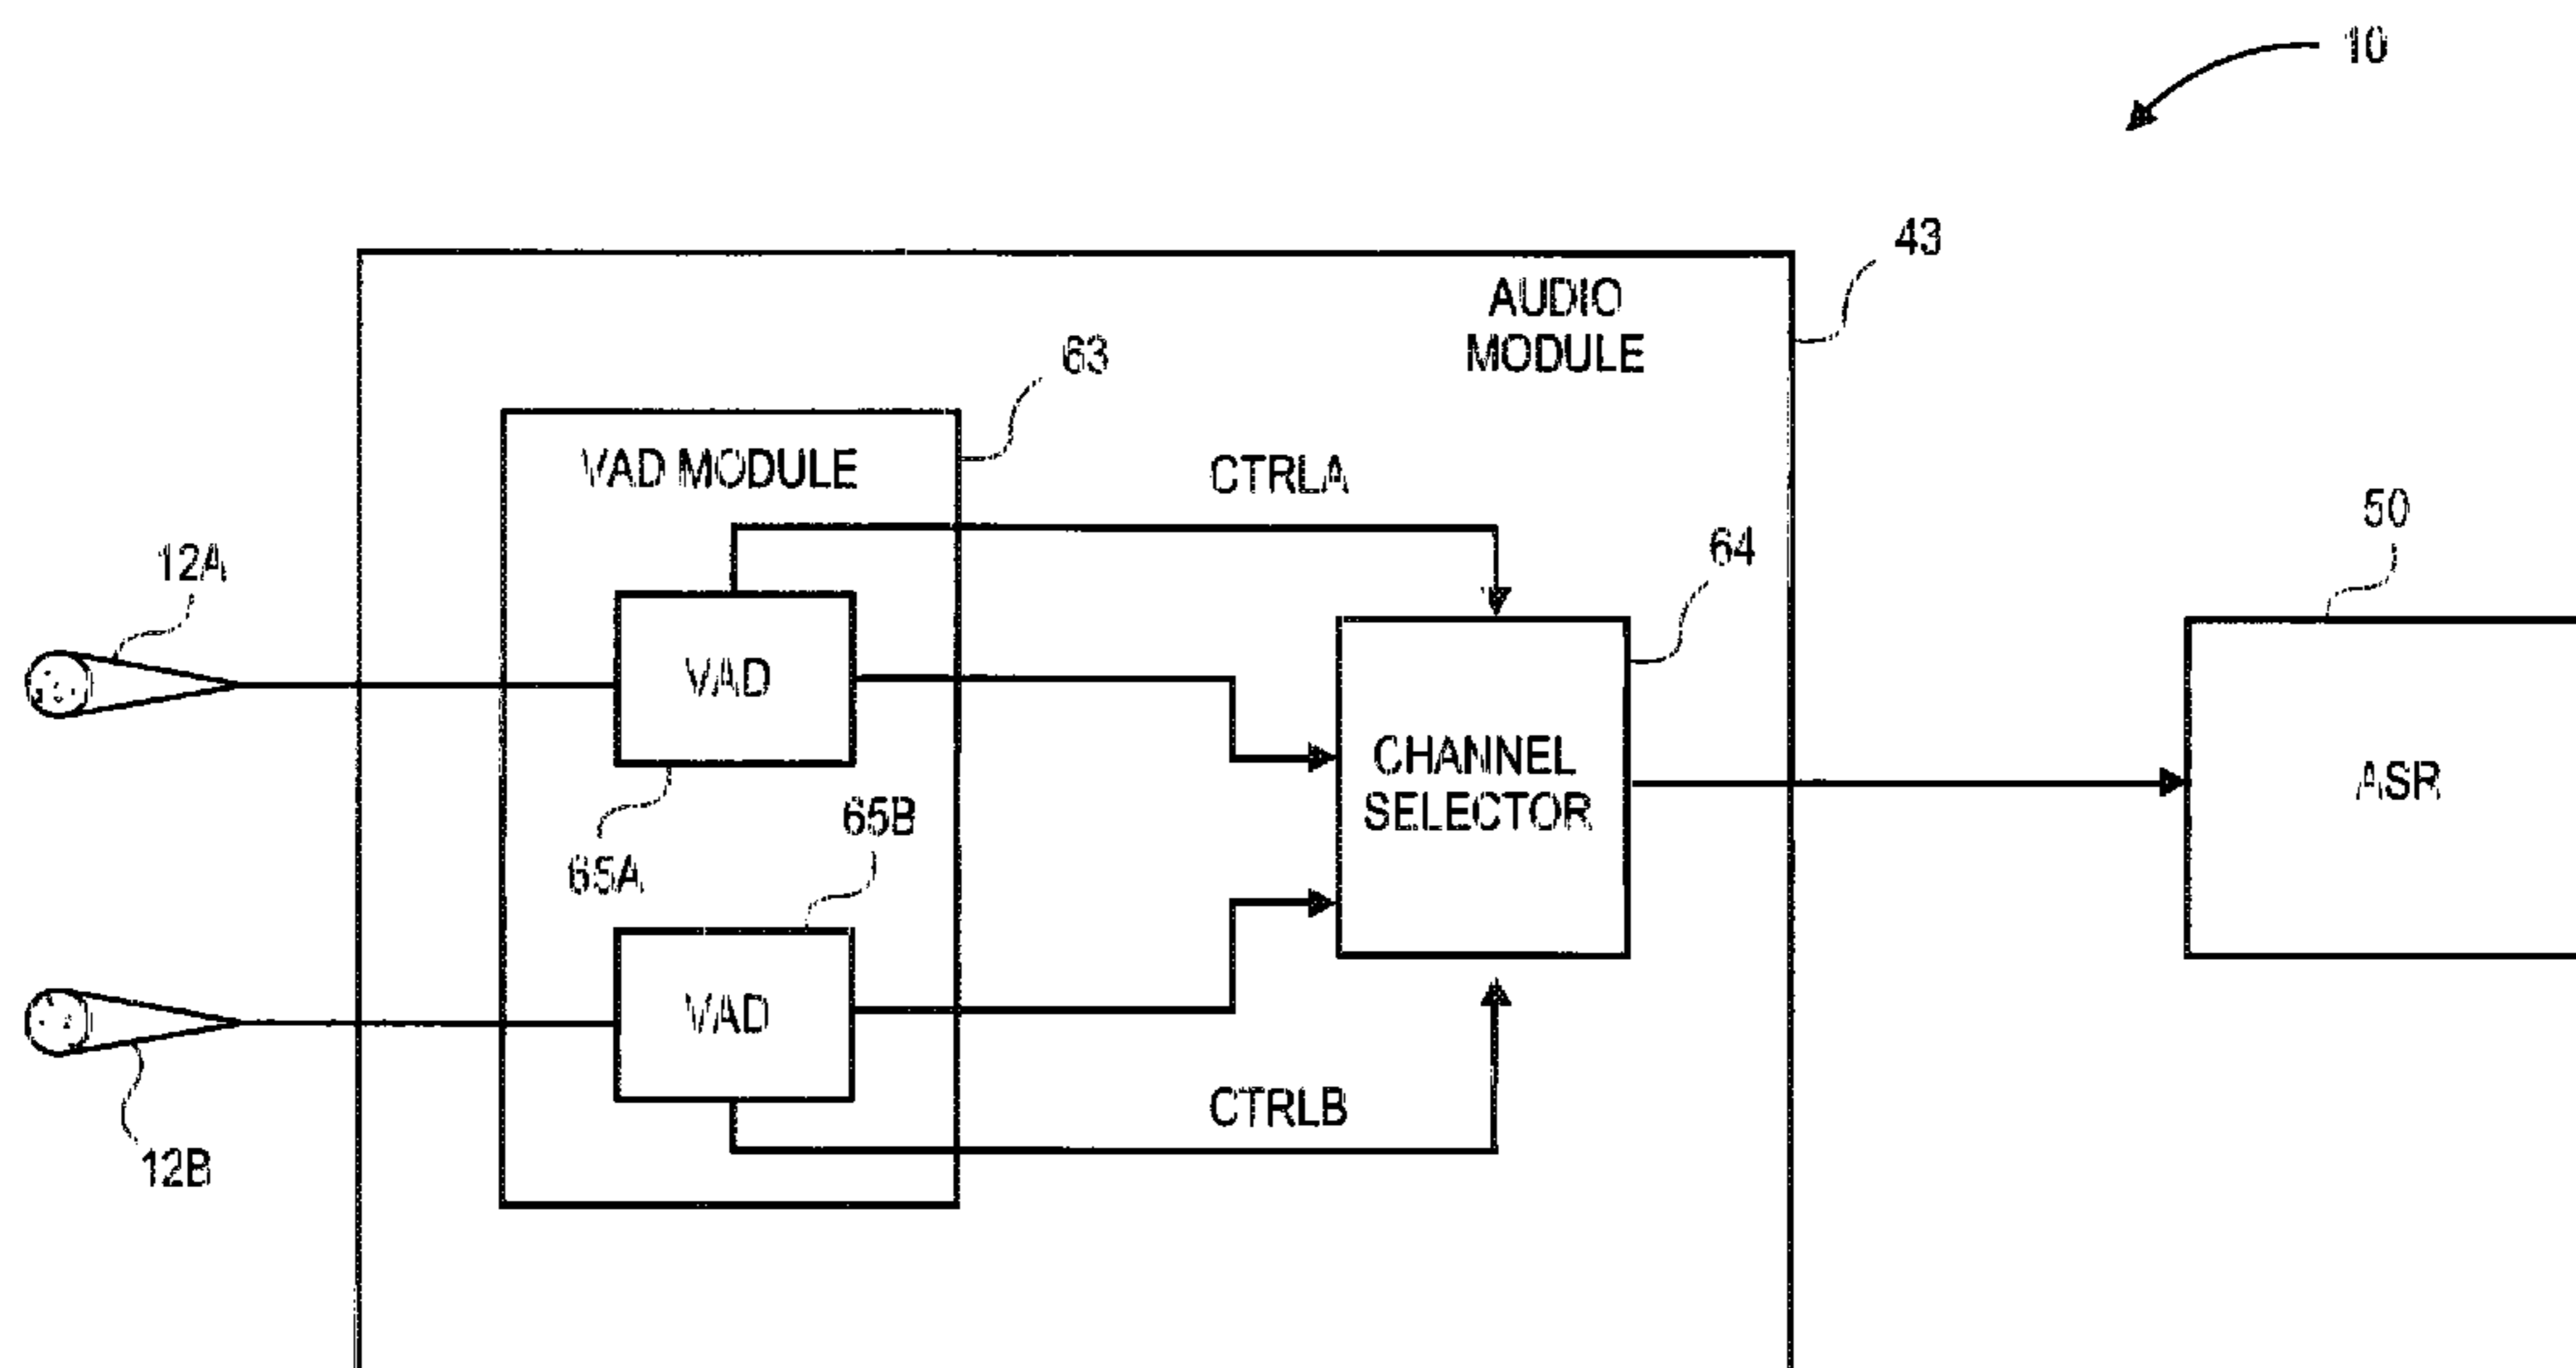 10
43
AUDIO
MODULE
63
VAD MODULE
CTRLA
50
64
12A
VAD
CHANNEL
SELECTOR
ASR
65B
65A
VAD
CTRLB
12B